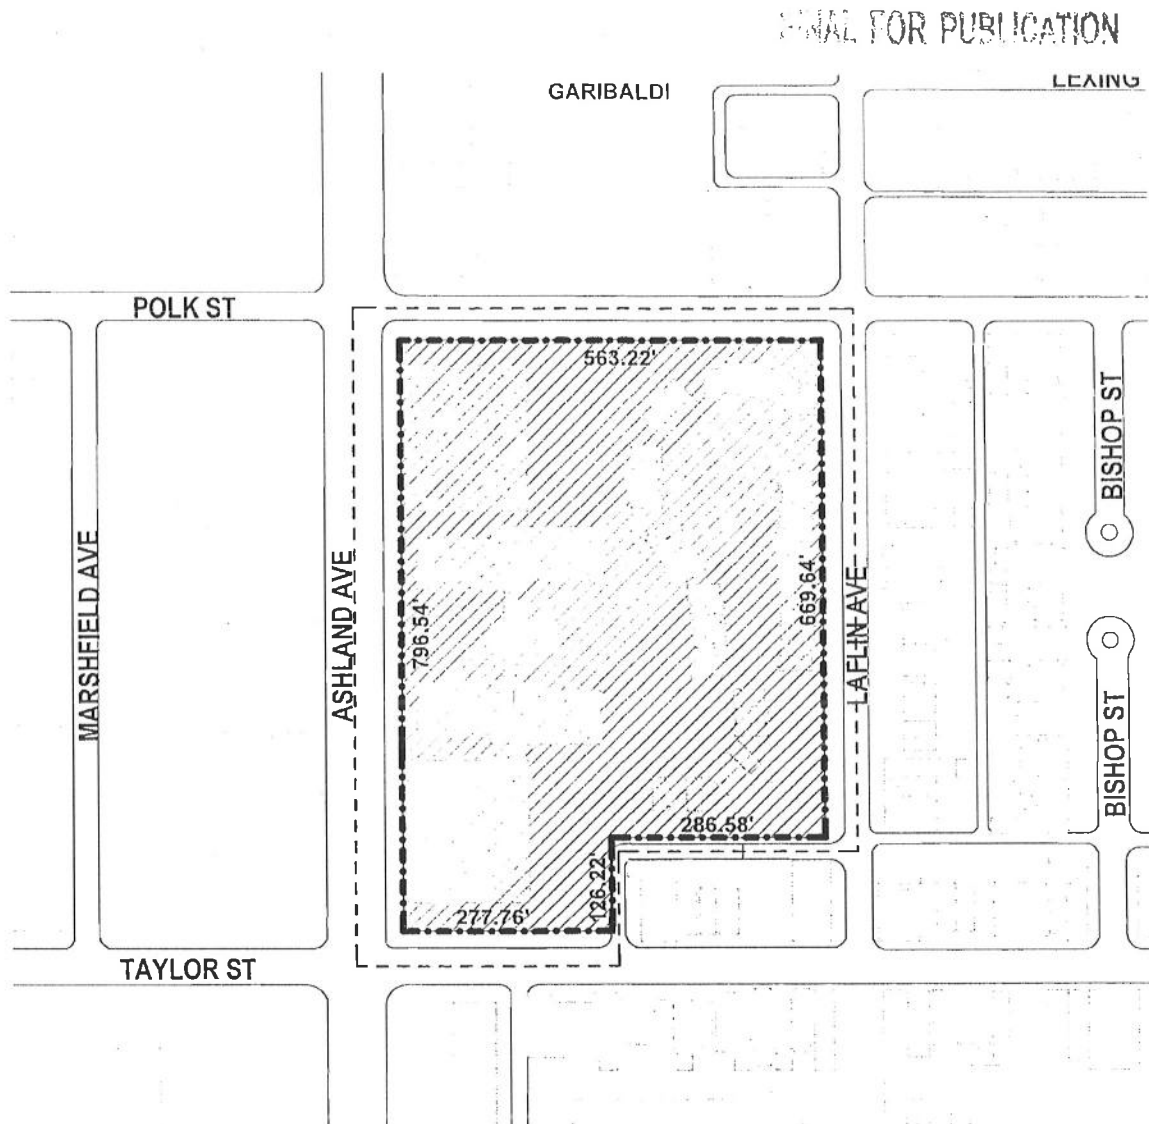 FINAL FOR PUBLICATION
GARIBALDI
LEXING
POLK ST
563.22'
BISHOP ST
MARSHFIELD AVE
ASHLAND AVE
796.54'
669.64'
LAFLIN AVE
BISHOP ST
286.58'
126.22'
277.76'
TAYLOR ST